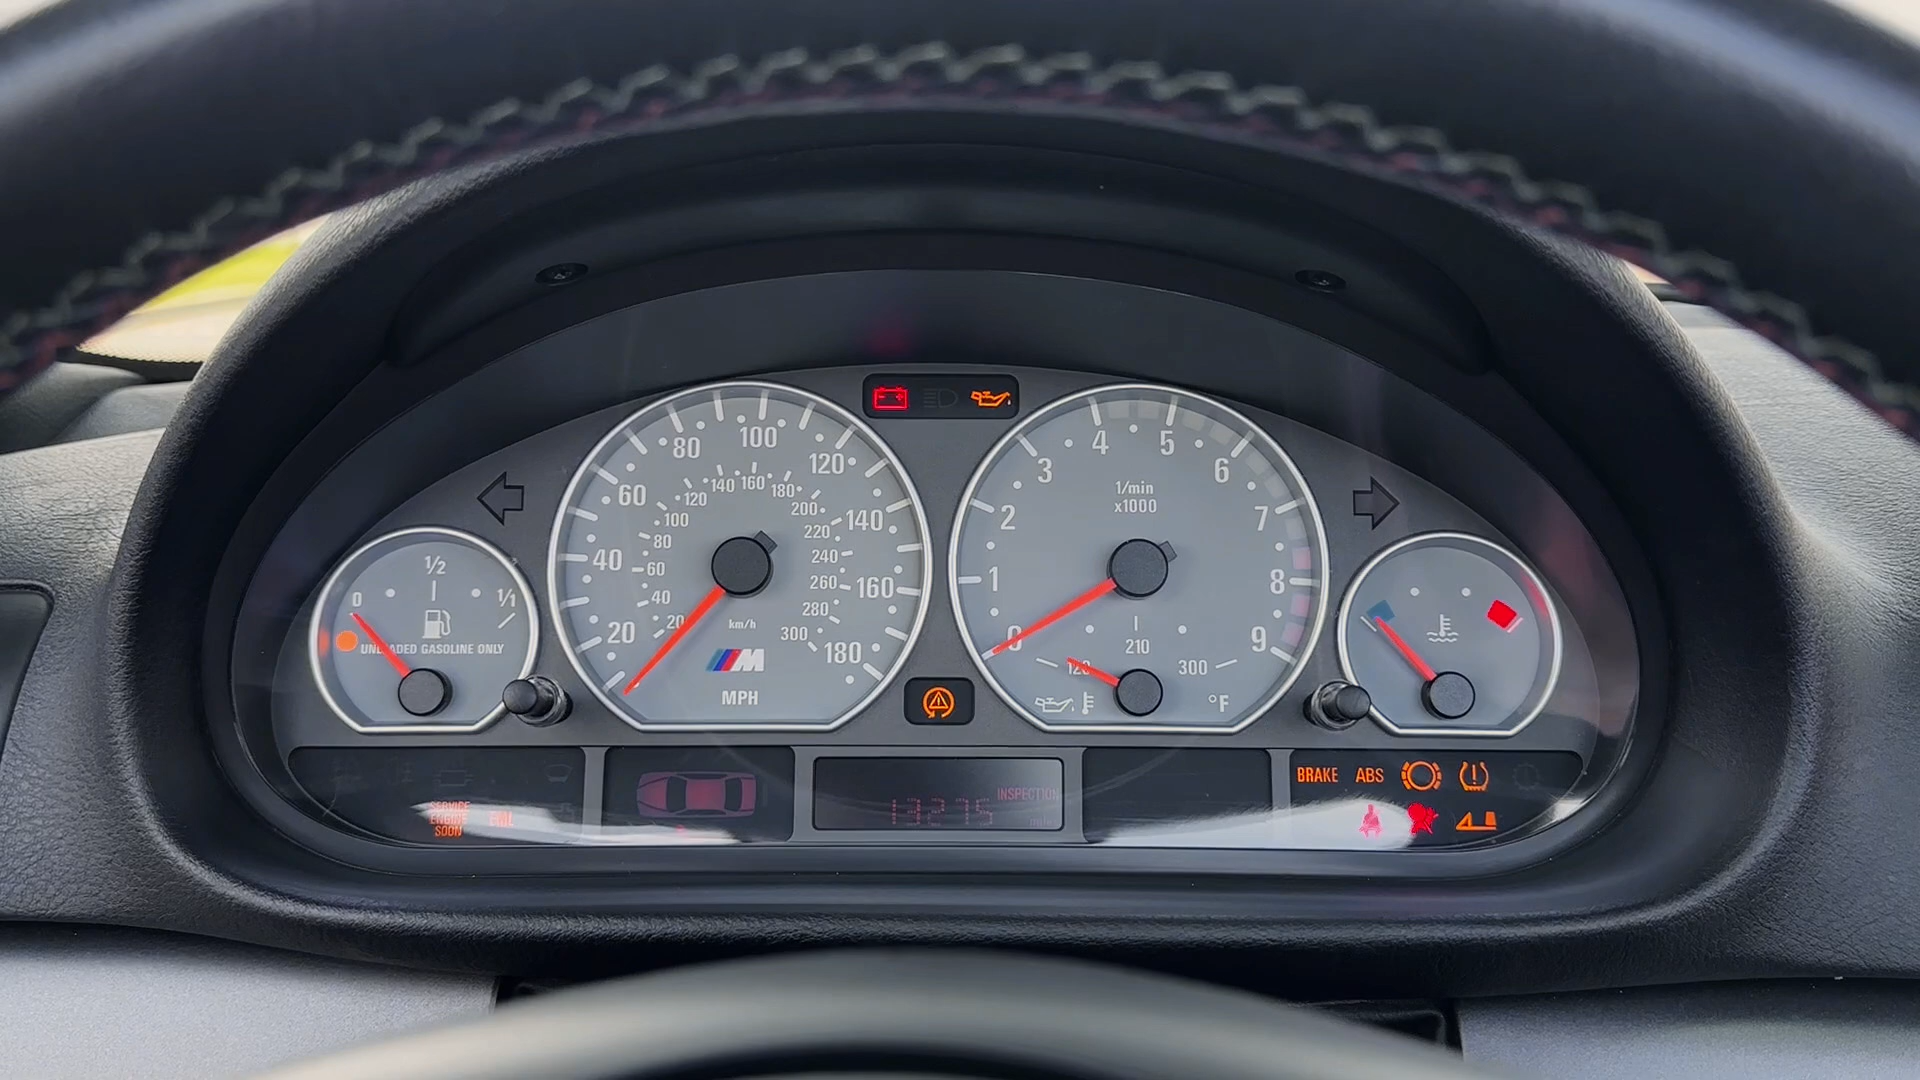 80
100
120
60
140
40
160
20
180
120
140
160
180
100
200
80
220
60
240
40
260
20
280
300
km/h
M
MPH
4
5
3
6
1/min
x1000
2
7
1
8
0
9
210
120
300
°F
0
1/2
1/1
UNLEADED GASOLINE ONLY
SERVICE
ENGINE
SOON
EML
INSPECTION
13275
BRAKE
ABS